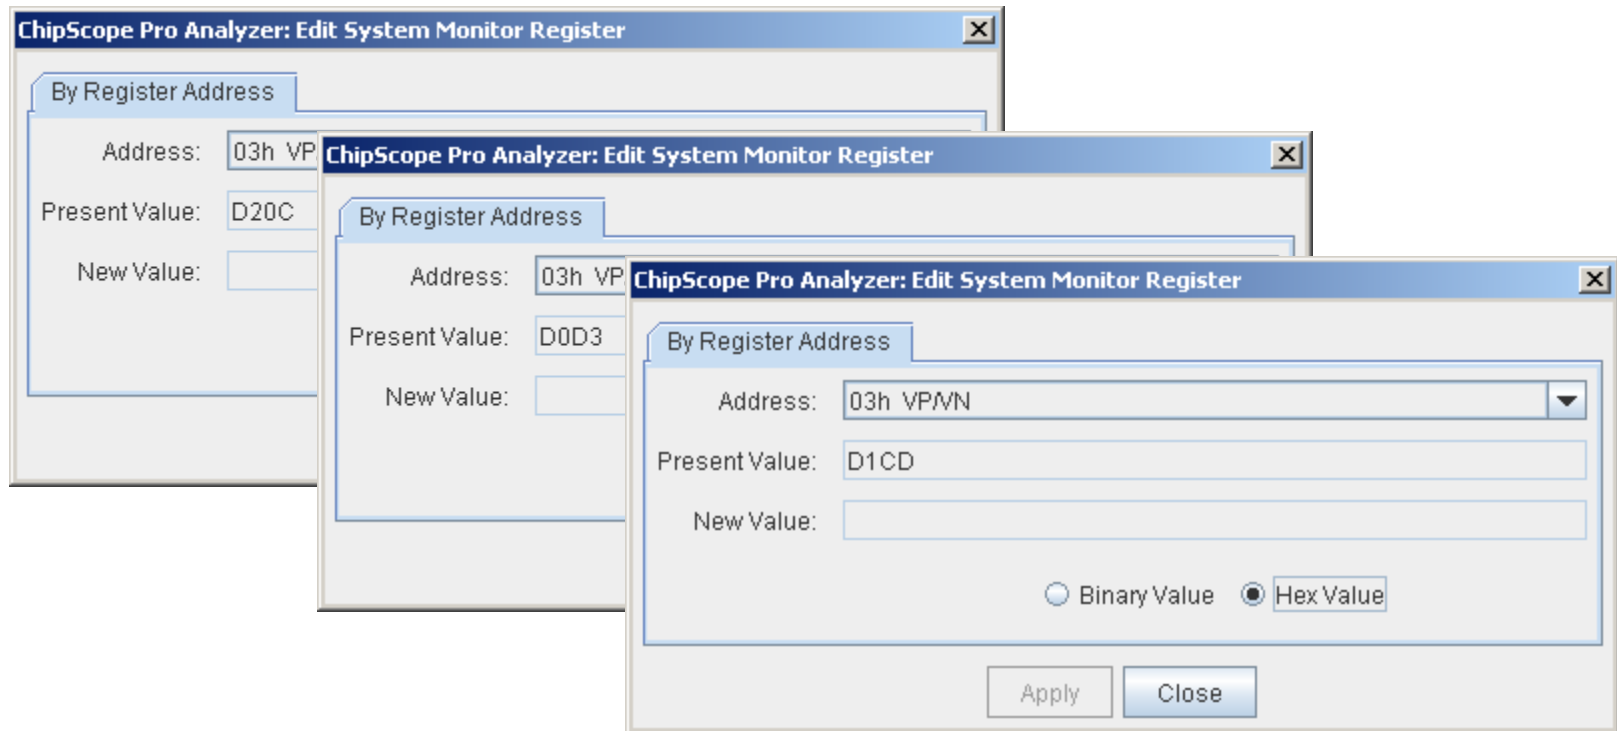 ChipScope Pro Analyzer: Edit System Monitor Register
By Register Address
Address: 03h VP
Present Value: D20C
New Value:
ChipScope Pro Analyzer: Edit System Monitor Register
By Register Address
Address: 03h VP
Present Value: D0D3
New Value:
ChipScope Pro Analyzer: Edit System Monitor Register
By Register Address
Address: 03h VP/VN
Present Value: D1CD
New Value:
Binary Value Hex Value
Apply Close